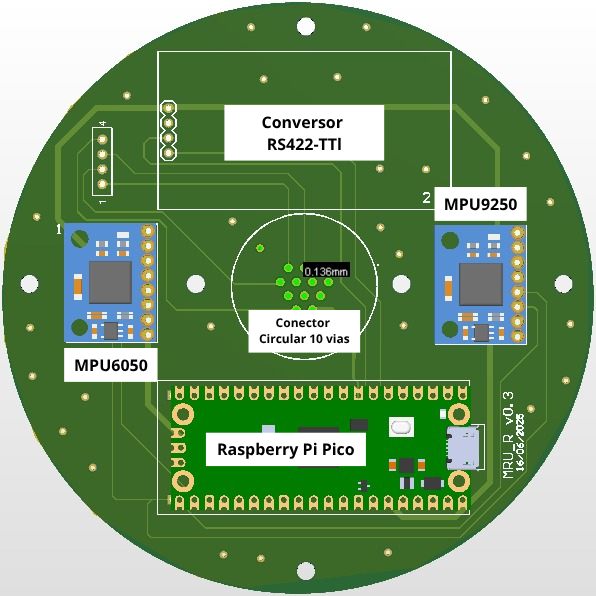 Conversor
RS422-TTl
4
1
2
MPU9250
1
0.136mm
Conector
Circular 10 vias
MPU6050
Raspberry Pi Pico
MRU_R v0.3
16/06/2025